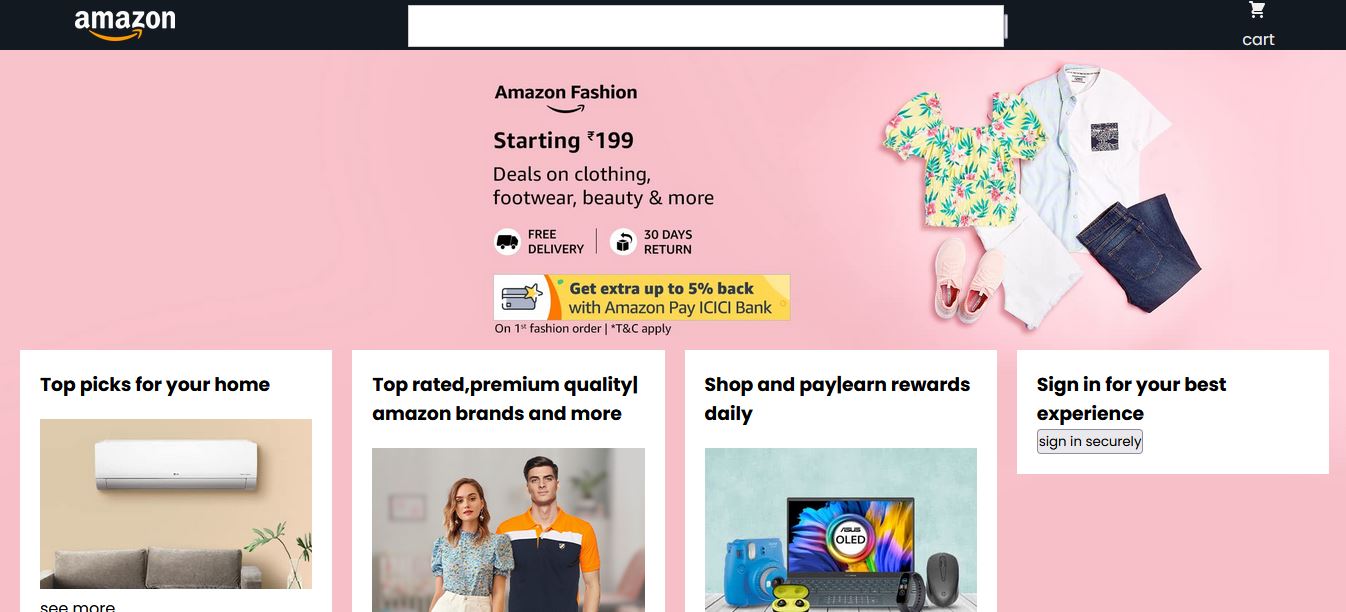 amazon
cart
Amazon Fashion
Starting ₹199
Deals on clothing,
footwear, beauty & more
FREE
DELIVERY
30 DAYS
RETURN
Get extra up to 5% back
with Amazon Pay ICICI Bank
On 1st fashion order | *T&C apply
Top picks for your home
see more
Top rated,premium quality|
amazon brands and more
Shop and pay|earn rewards
daily
ASUS
OLED
Sign in for your best
experience
sign in securely